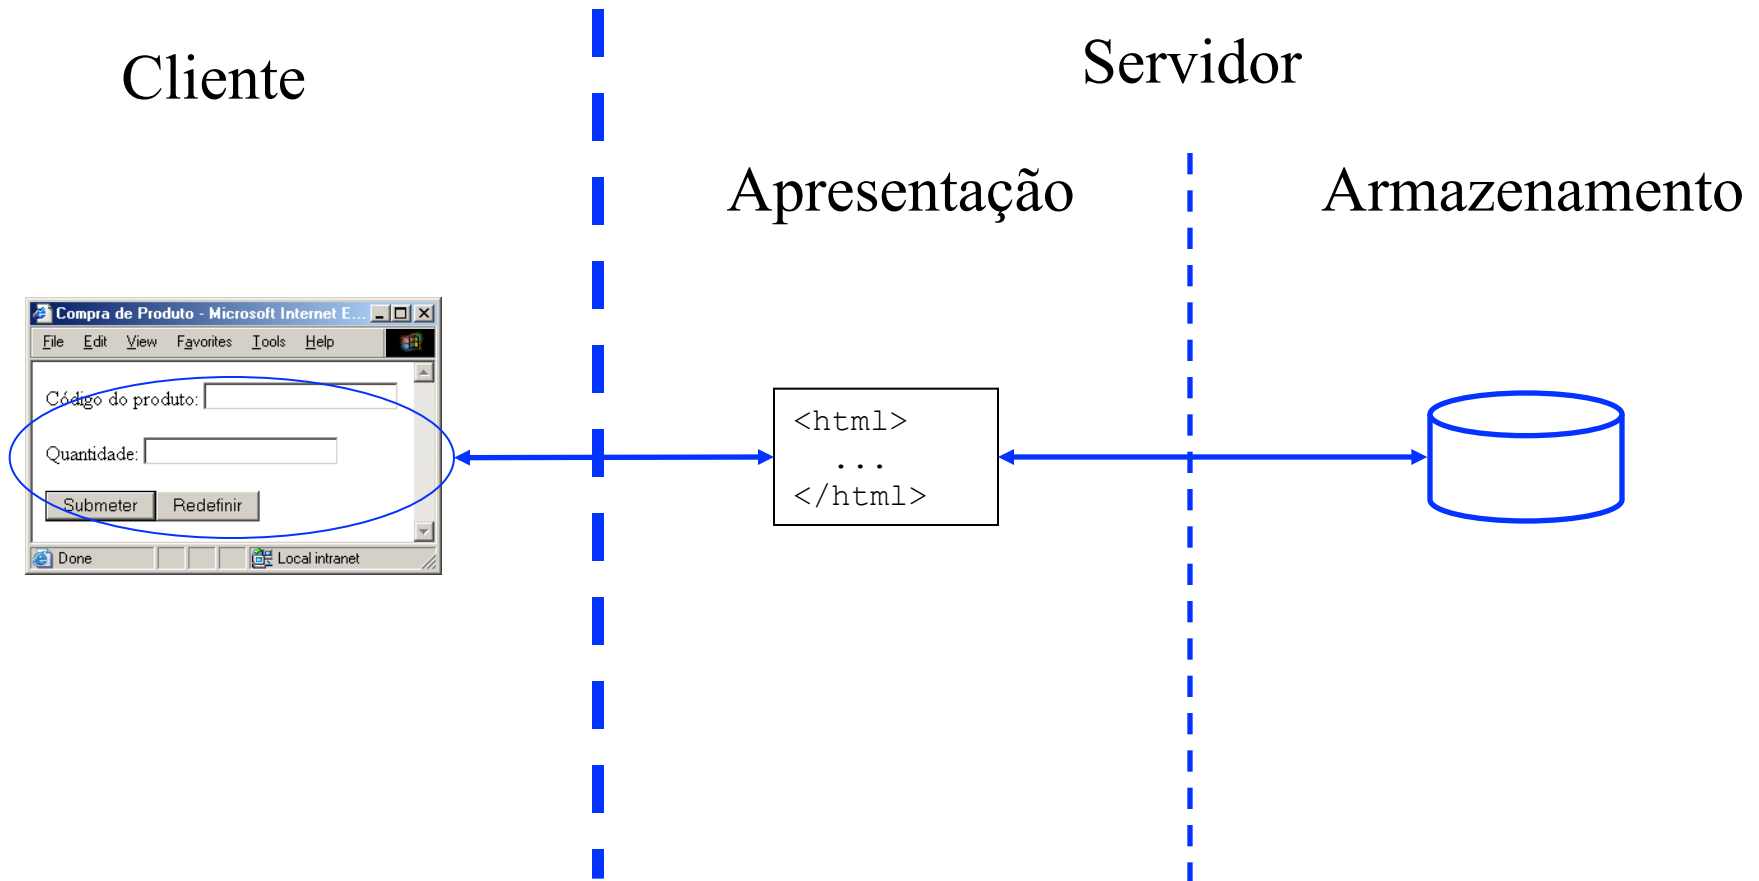 Cliente
Servidor
Apresentação
Armazenamento
Compra de Produto - Microsoft Internet E...
File Edit View Favorites Tools Help
Código do produto:
Quantidade:
Submeter Redefinir
Done Local intranet
<html>
...
</html>